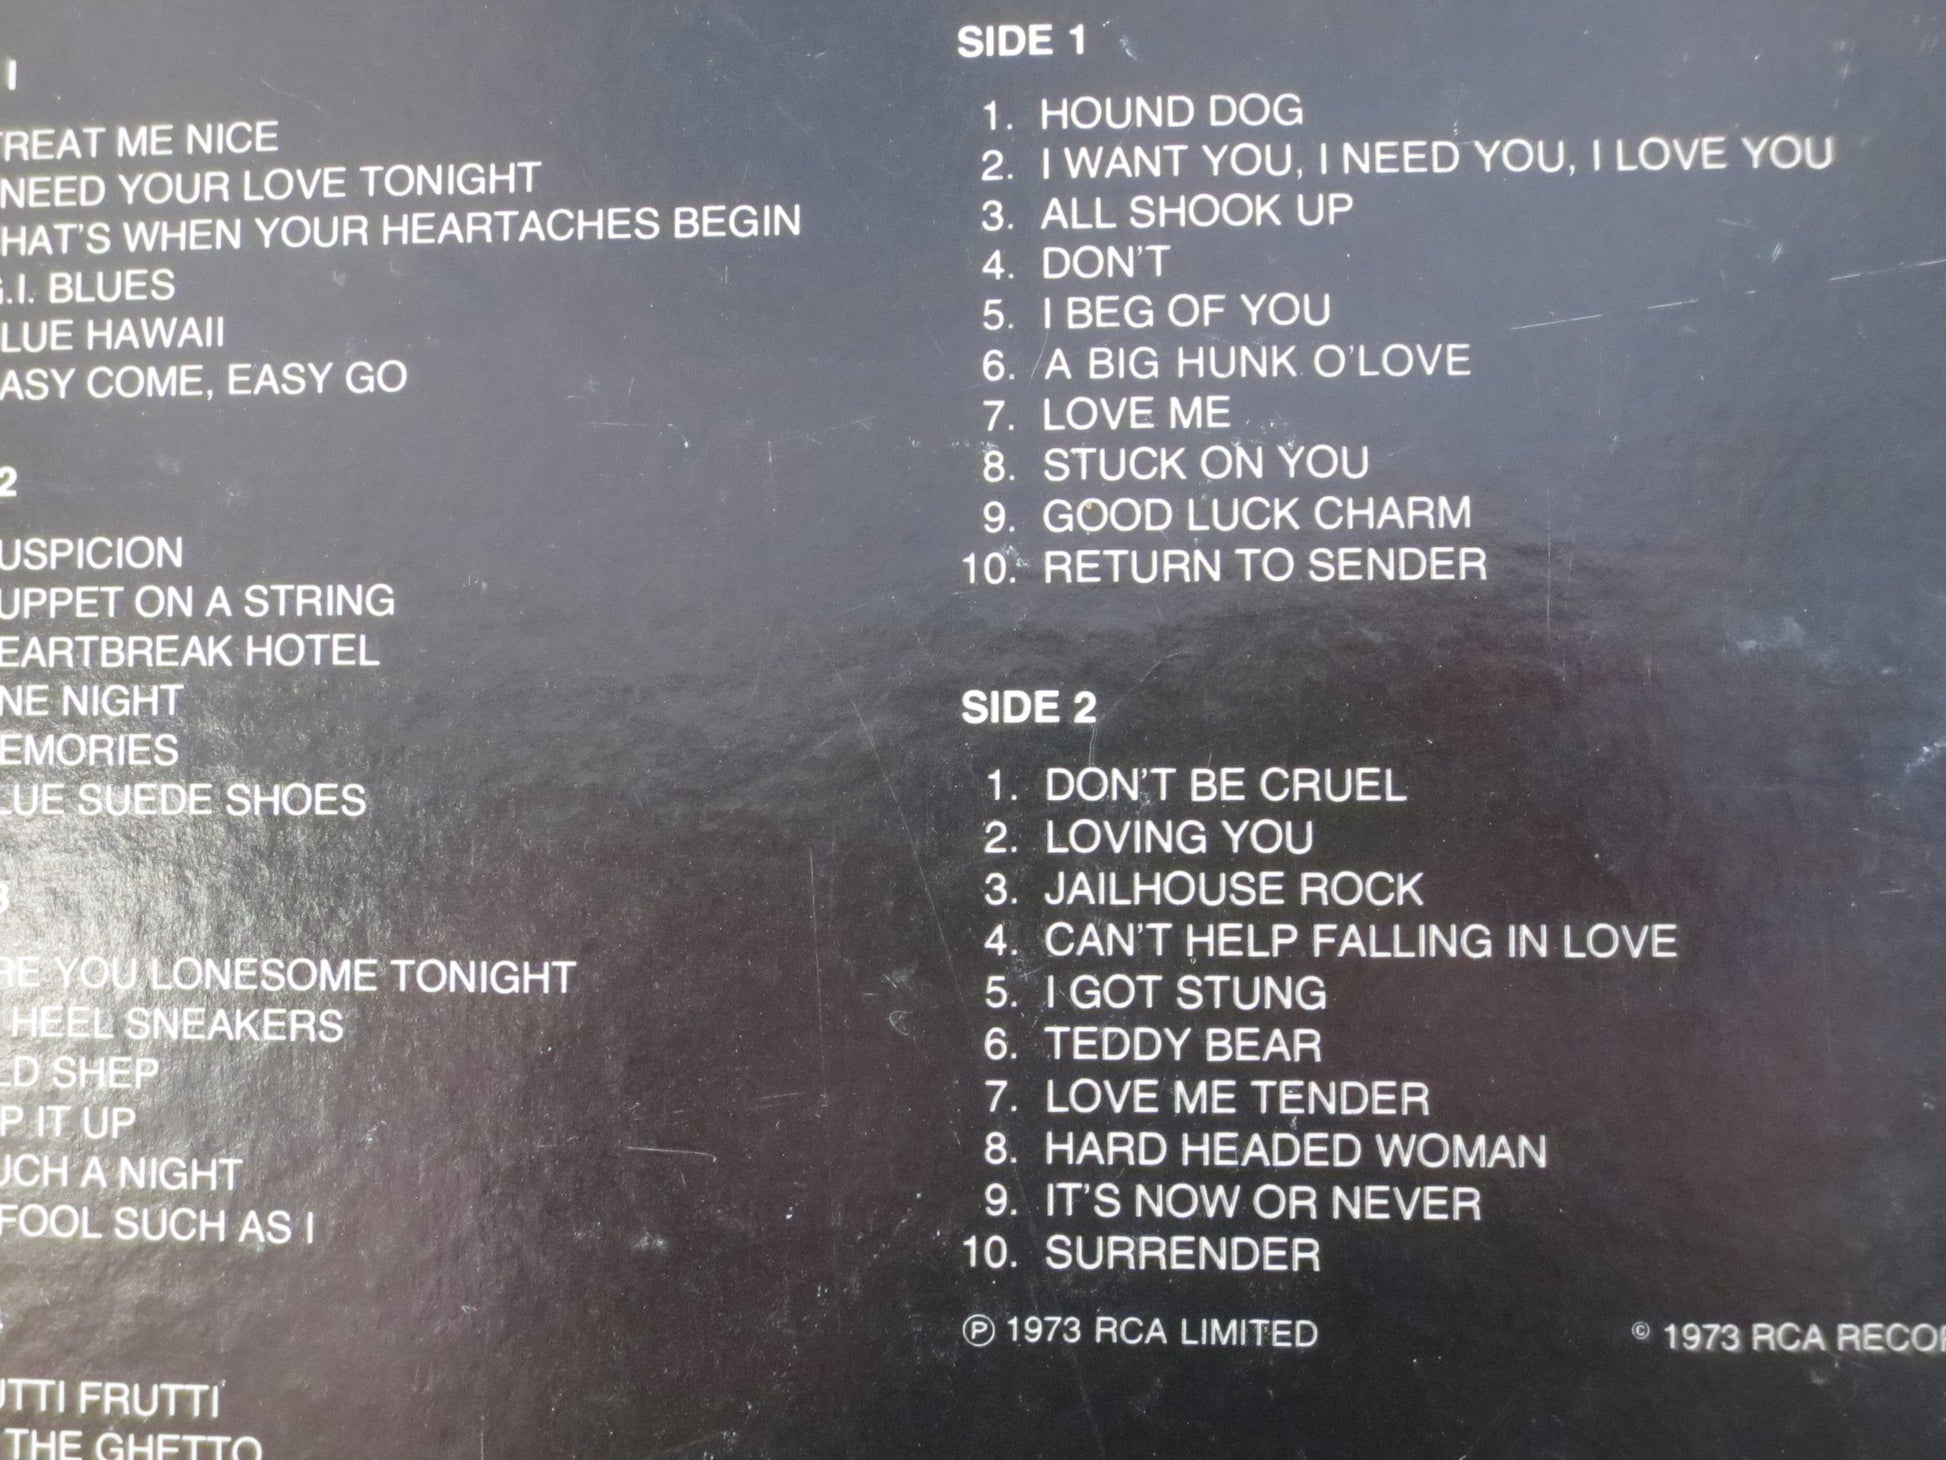 I
TREAT ME NICE
NEED YOUR LOVE TONIGHT
HAT'S WHEN YOUR HEARTACHES BEGIN
.I. BLUES
LUE HAWAII
ASY COME, EASY GO
2
USPICION
UPPET ON A STRING
EARTBREAK HOTEL
NE NIGHT
EMORIES
LUE SUEDE SHOES
3
RE YOU LONESOME TONIGHT
HEEL SNEAKERS
LD SHEP
P IT UP
UCH A NIGHT
FOOL SUCH AS I
UTTI FRUTTI
THE GHETTO
SIDE 1
1. HOUND DOG
2. I WANT YOU, I NEED YOU, I LOVE YOU
3. ALL SHOOK UP
4. DON'T
5. I BEG OF YOU
6. A BIG HUNK O'LOVE
7. LOVE ME
8. STUCK ON YOU
9. GOOD LUCK CHARM
10. RETURN TO SENDER
SIDE 2
1. DON'T BE CRUEL
2. LOVING YOU
3. JAILHOUSE ROCK
4. CAN'T HELP FALLING IN LOVE
5. I GOT STUNG
6. TEDDY BEAR
7. LOVE ME TENDER
8. HARD HEADED WOMAN
9. IT'S NOW OR NEVER
10. SURRENDER
℗ 1973 RCA LIMITED
© 1973 RCA RECOR